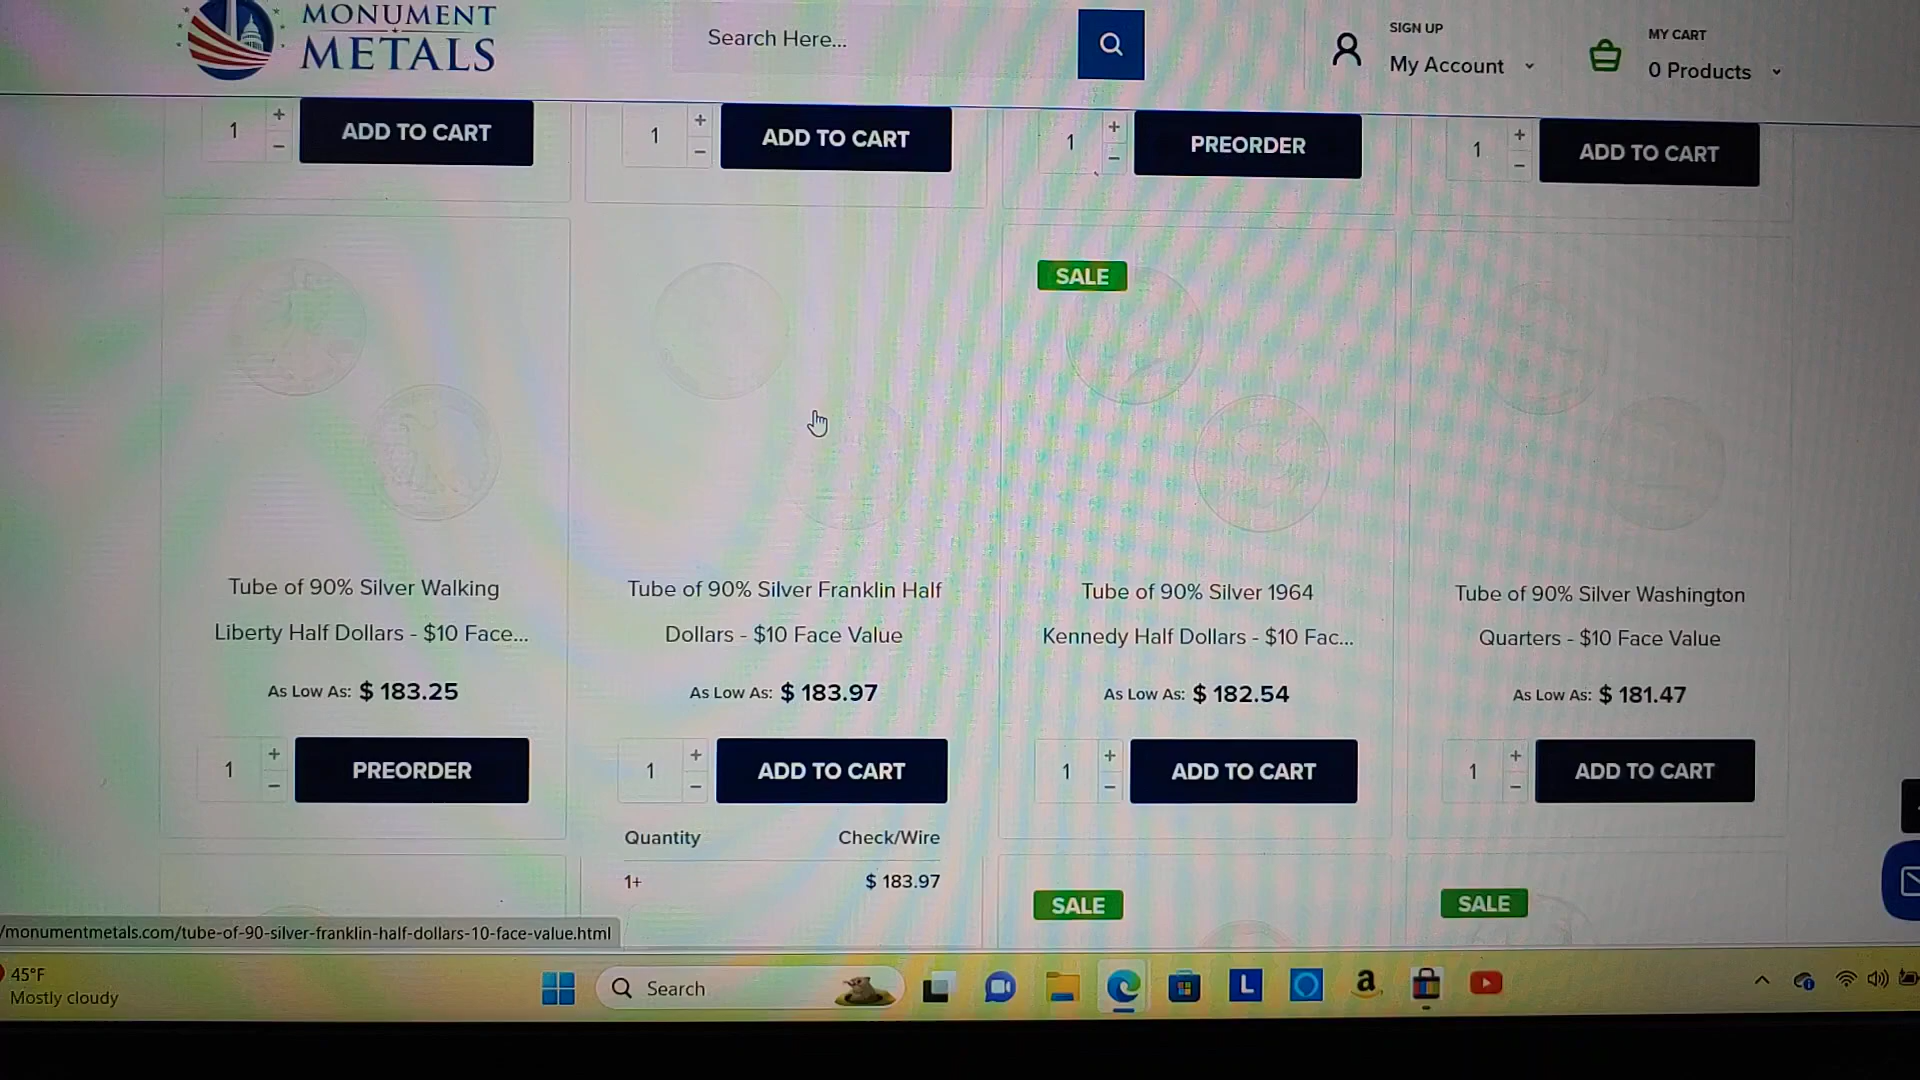 MONUMENT
METALS
Search Here...
SIGN UP
My Account
MY CART
0 Products
1 + - ADD TO CART
1 + - ADD TO CART
1 + - PREORDER
1 + - ADD TO CART
SALE
Tube of 90% Silver Walking
Liberty Half Dollars - $10 Face...
As Low As: $ 183.25
1 + - PREORDER
Tube of 90% Silver Franklin Half
Dollars - $10 Face Value
As Low As: $ 183.97
1 + - ADD TO CART
Quantity Check/Wire
1+ $ 183.97
Tube of 90% Silver 1964
Kennedy Half Dollars - $10 Fac...
As Low As: $ 182.54
1 + - ADD TO CART
Tube of 90% Silver Washington
Quarters - $10 Face Value
As Low As: $ 181.47
1 + - ADD TO CART
SALE
SALE
/monumentmetals.com/tube-of-90-silver-franklin-half-dollars-10-face-value.html
45°F
Mostly cloudy
Search
L
a